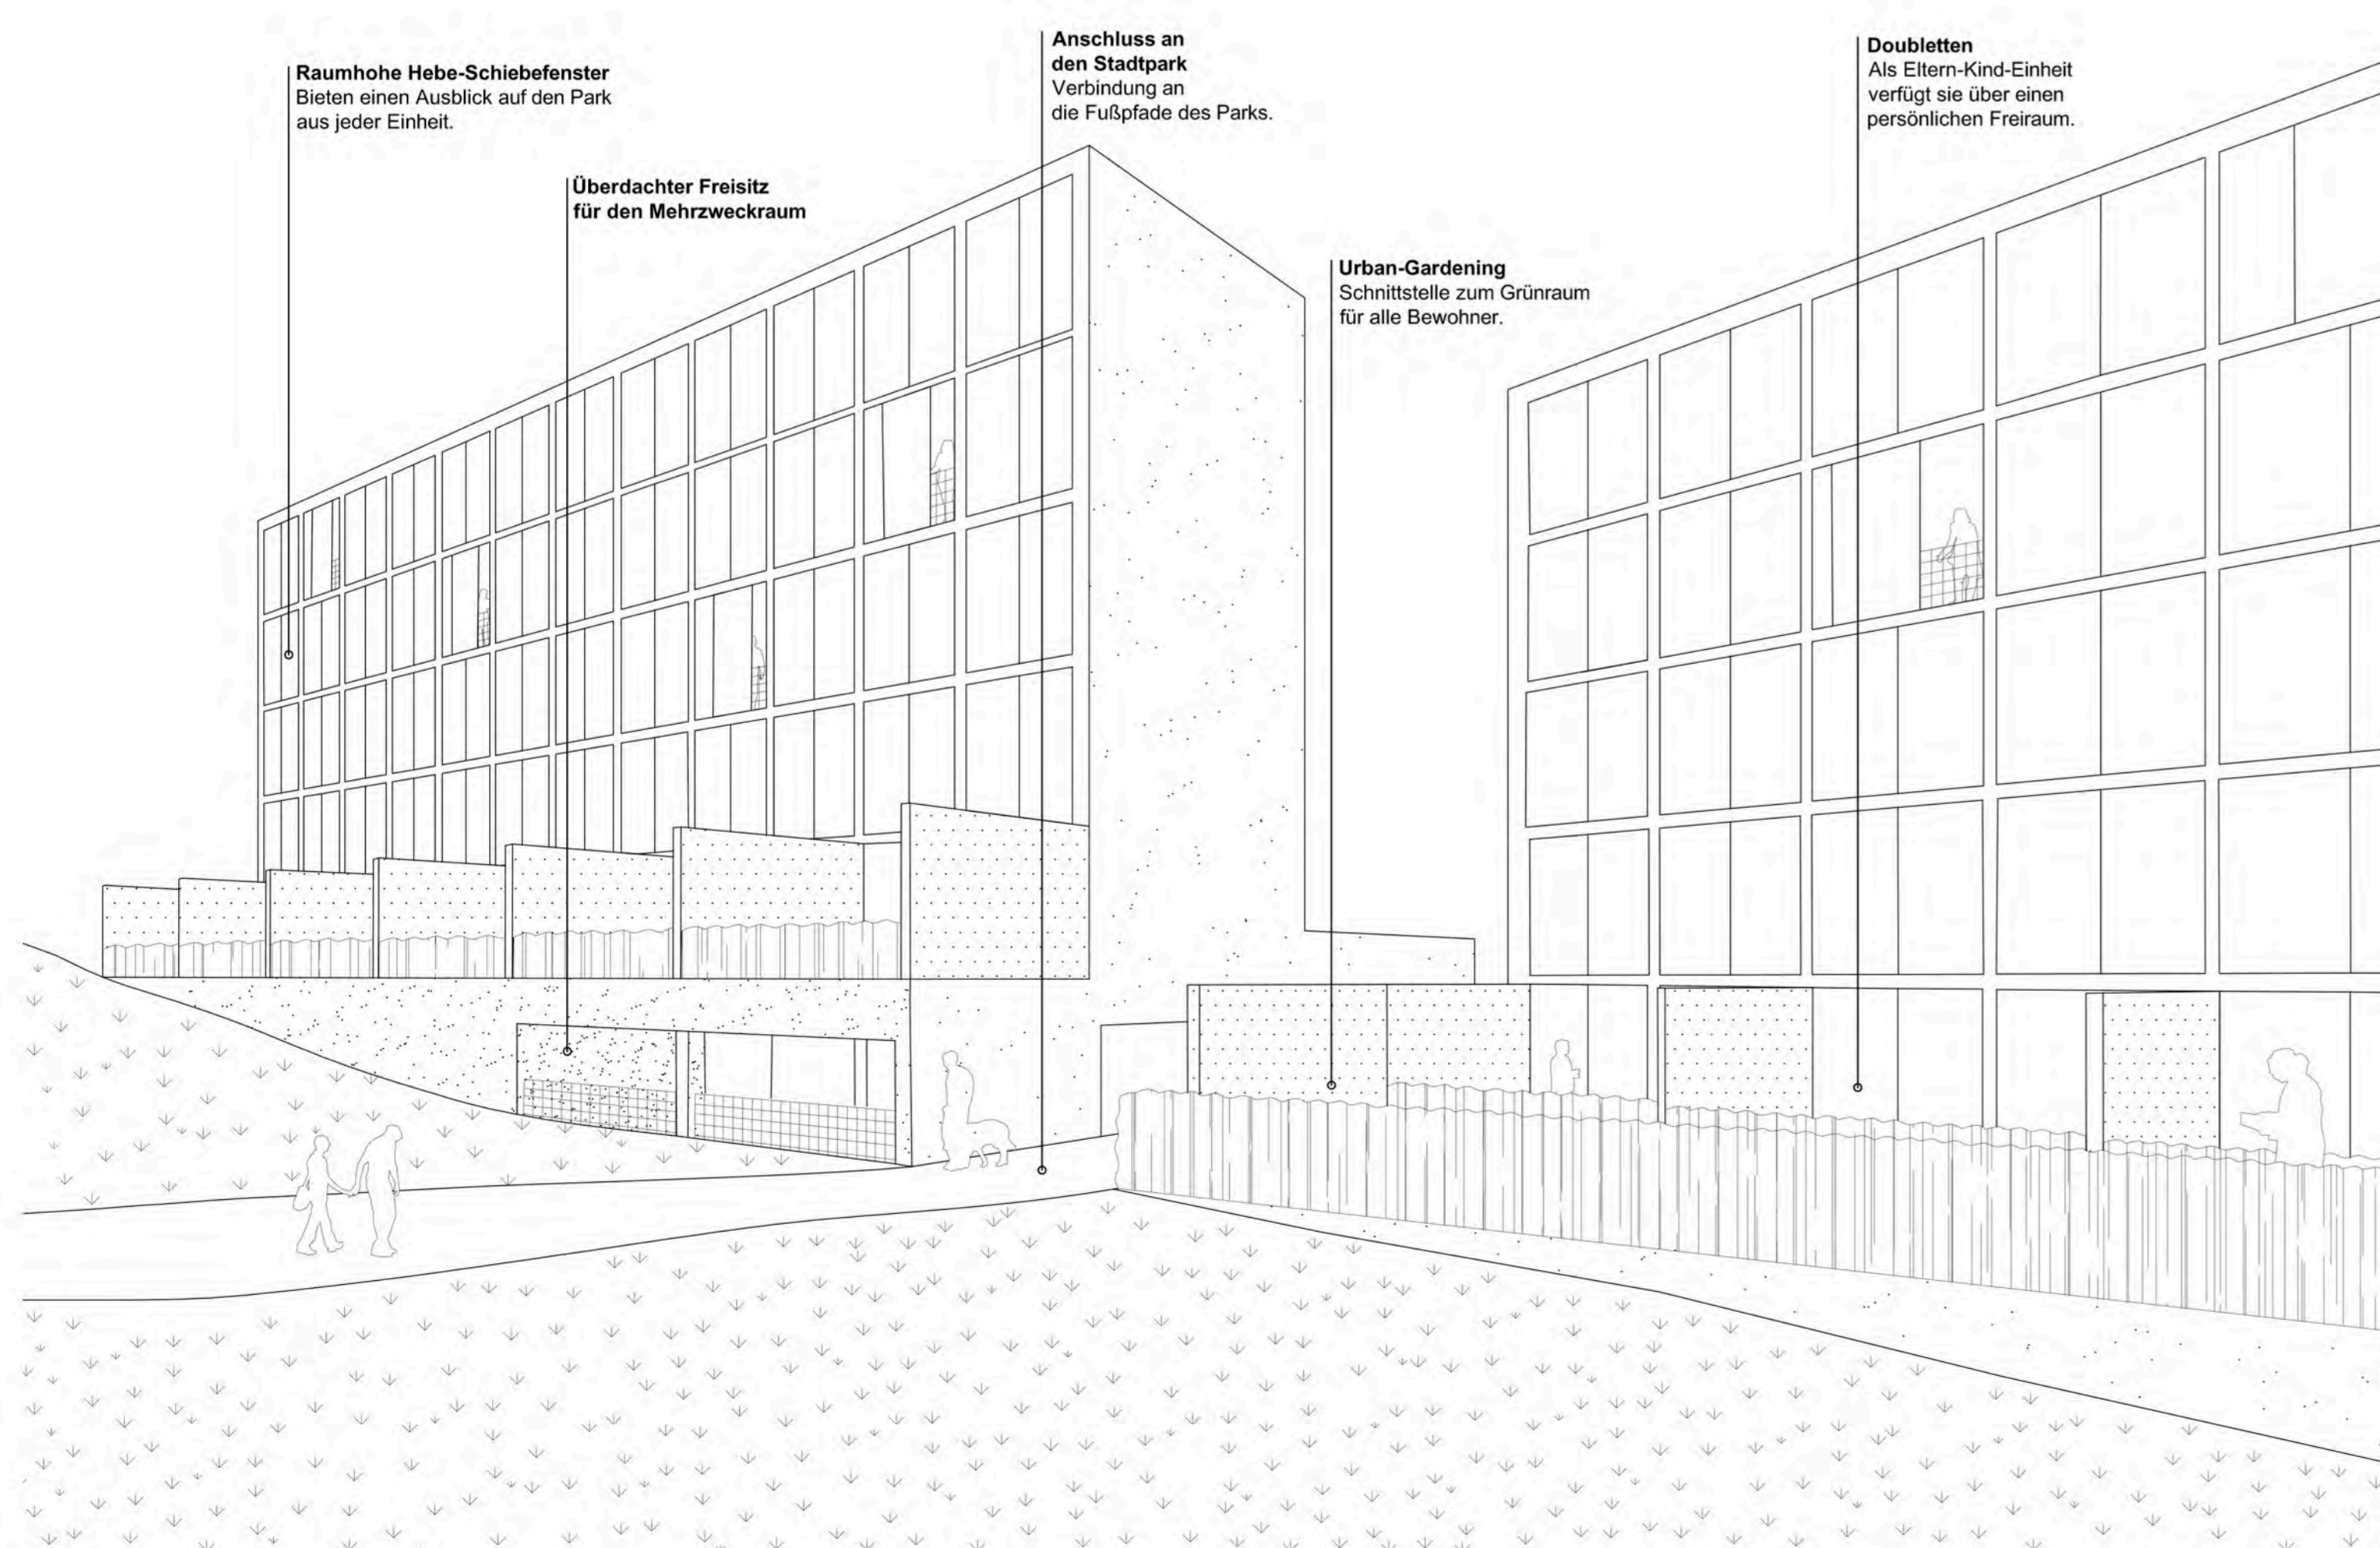 Raumhohe Hebe-Schiebefenster
Bieten einen Ausblick auf den Park
aus jeder Einheit.
Überdachter Freisitz
für den Mehrzweckraum
Anschluss an
den Stadtpark
Verbindung an
die Fußpfade des Parks.
Urban-Gardening
Schnittstelle zum Grünraum
für alle Bewohner.
Doubletten
Als Eltern-Kind-Einheit
verfügt sie über einen
persönlichen Freiraum.